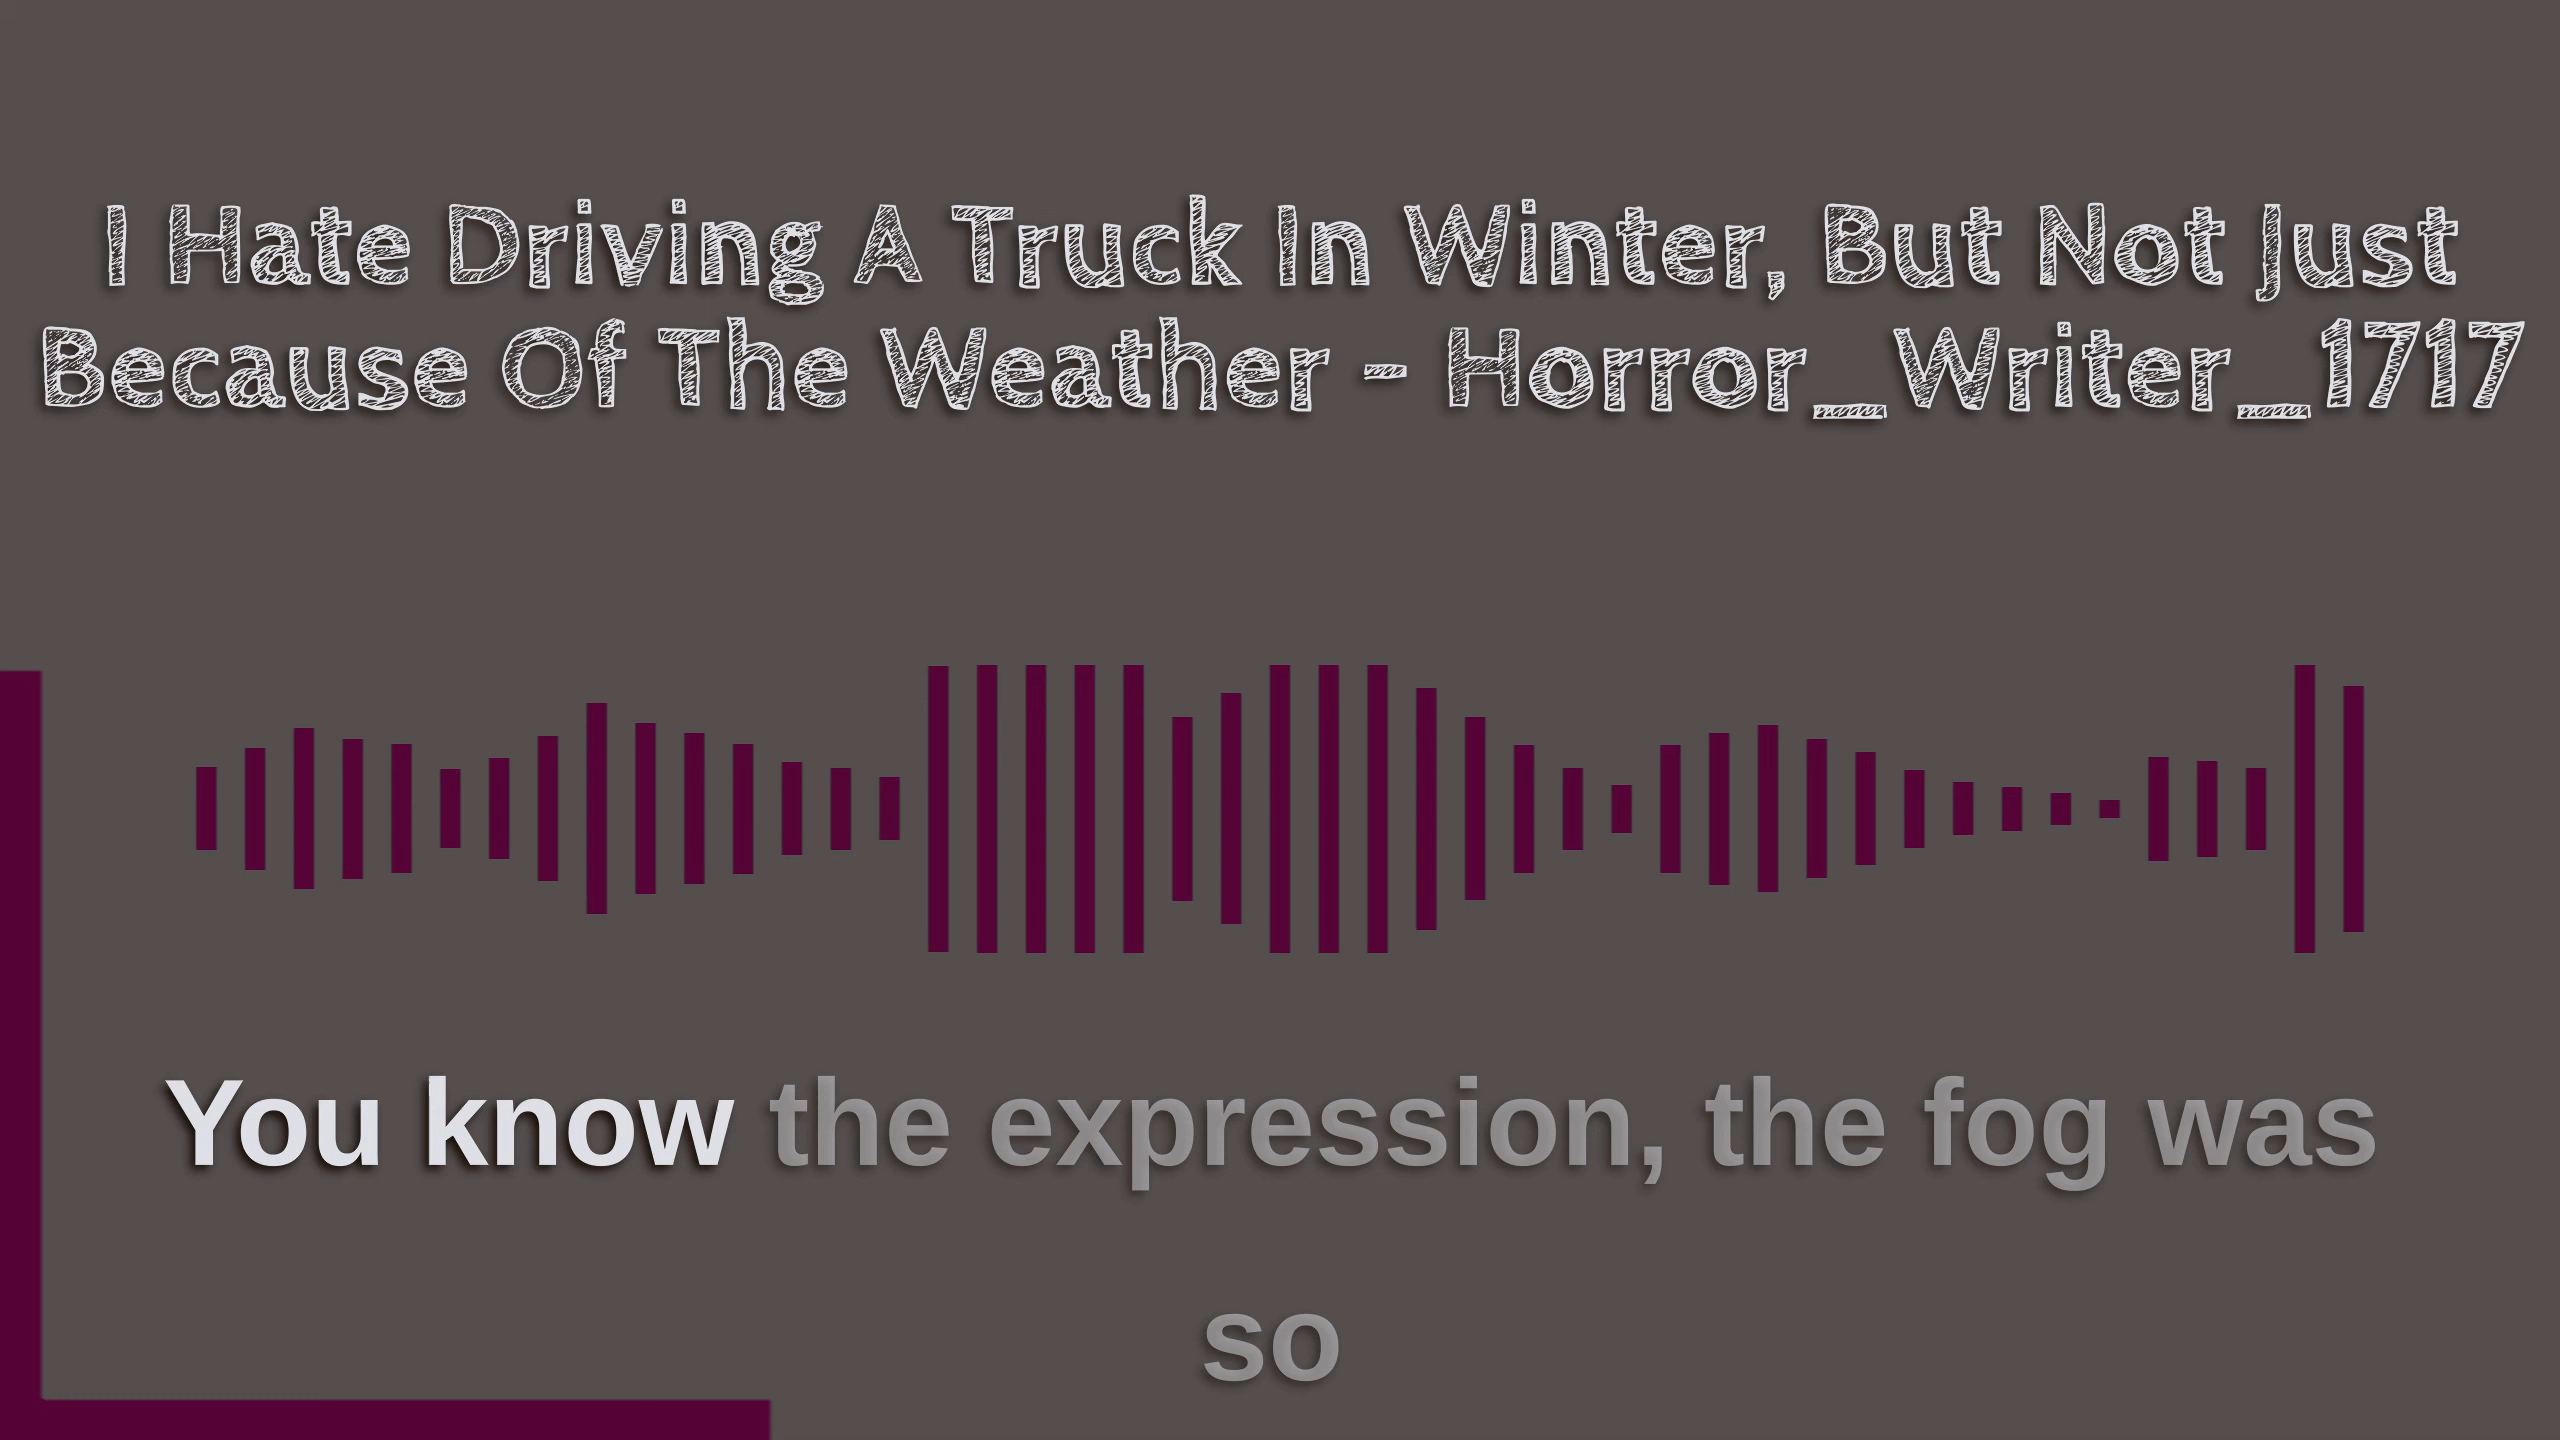 I Hate Driving A Truck In Winter, But Not Just
Because Of The Weather - Horror_Writer_1717
You know the expression, the fog was
so